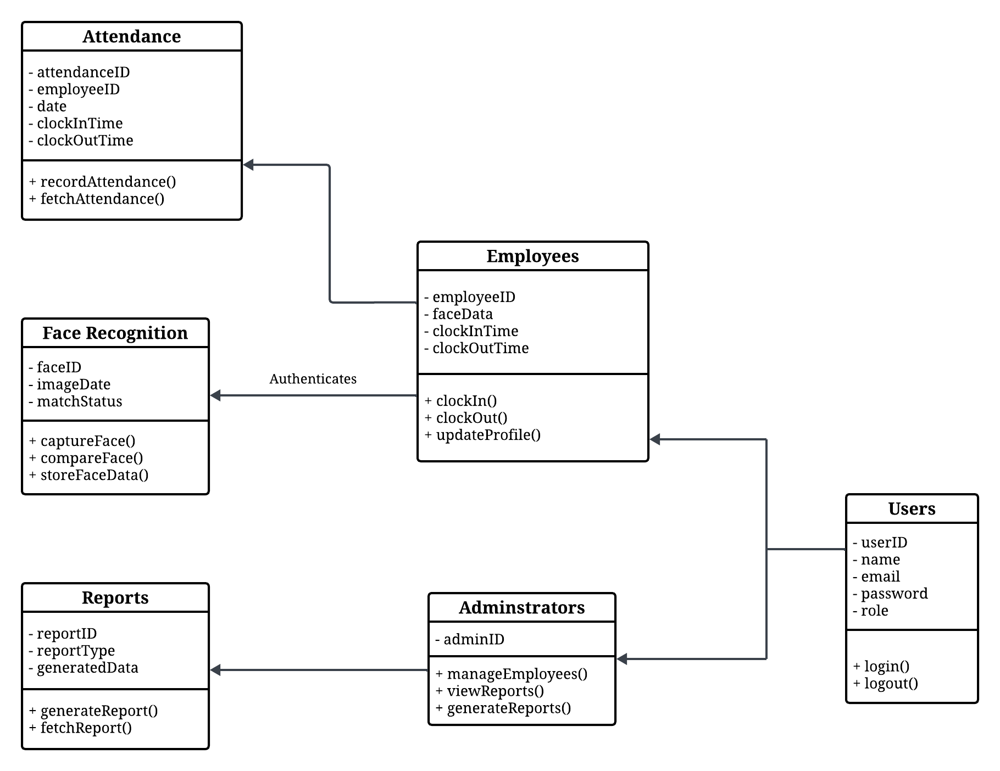 Attendance
- attendanceID
- employeeID
- date
- clockInTime
- clockOutTime
+ recordAttendance()
+ fetchAttendance()
Employees
- employeeID
- faceData
- clockInTime
- clockOutTime
+ clockIn()
+ clockOut()
+ updateProfile()
Face Recognition
- faceID
- imageDate
- matchStatus
+ captureFace()
+ compareFace()
+ storeFaceData()
Authenticates
Users
- userID
- name
- email
- password
- role
+ login()
+ logout()
Reports
- reportID
- reportType
- generatedData
+ generateReport()
+ fetchReport()
Adminstrators
- adminID
+ manageEmployees()
+ viewReports()
+ generateReports()